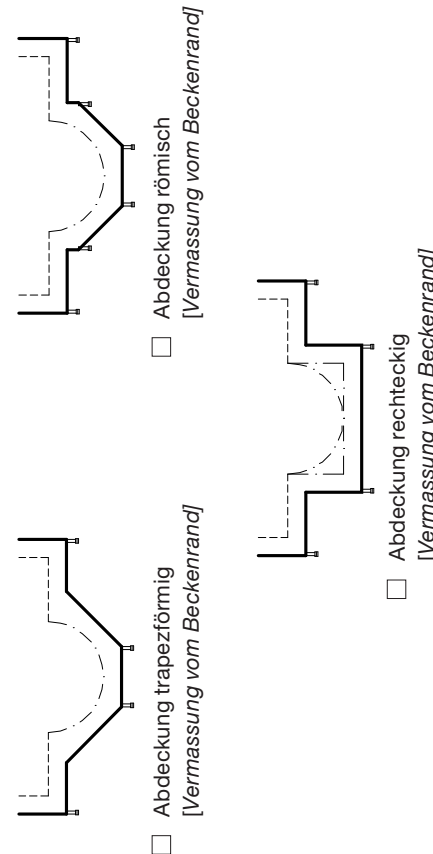 Abdeckung trapezförmig
[Vermassung vom Beckenrand]
Abdeckung römisch
[Vermassung vom Beckenrand]
Abdeckung rechteckig
[Vermassung vom Beckenrand]